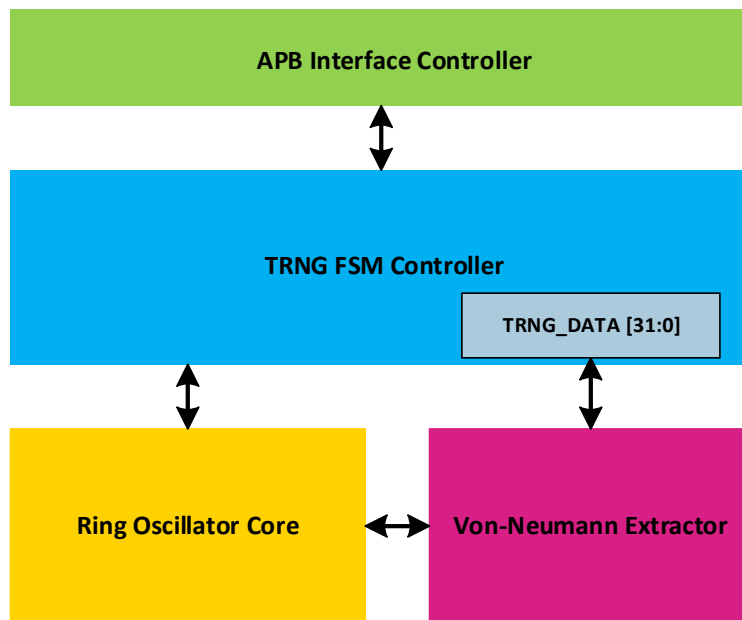 APB Interface Controller
TRNG FSM Controller
TRNG_DATA [31:0]
Ring Oscillator Core
Von-Neumann Extractor